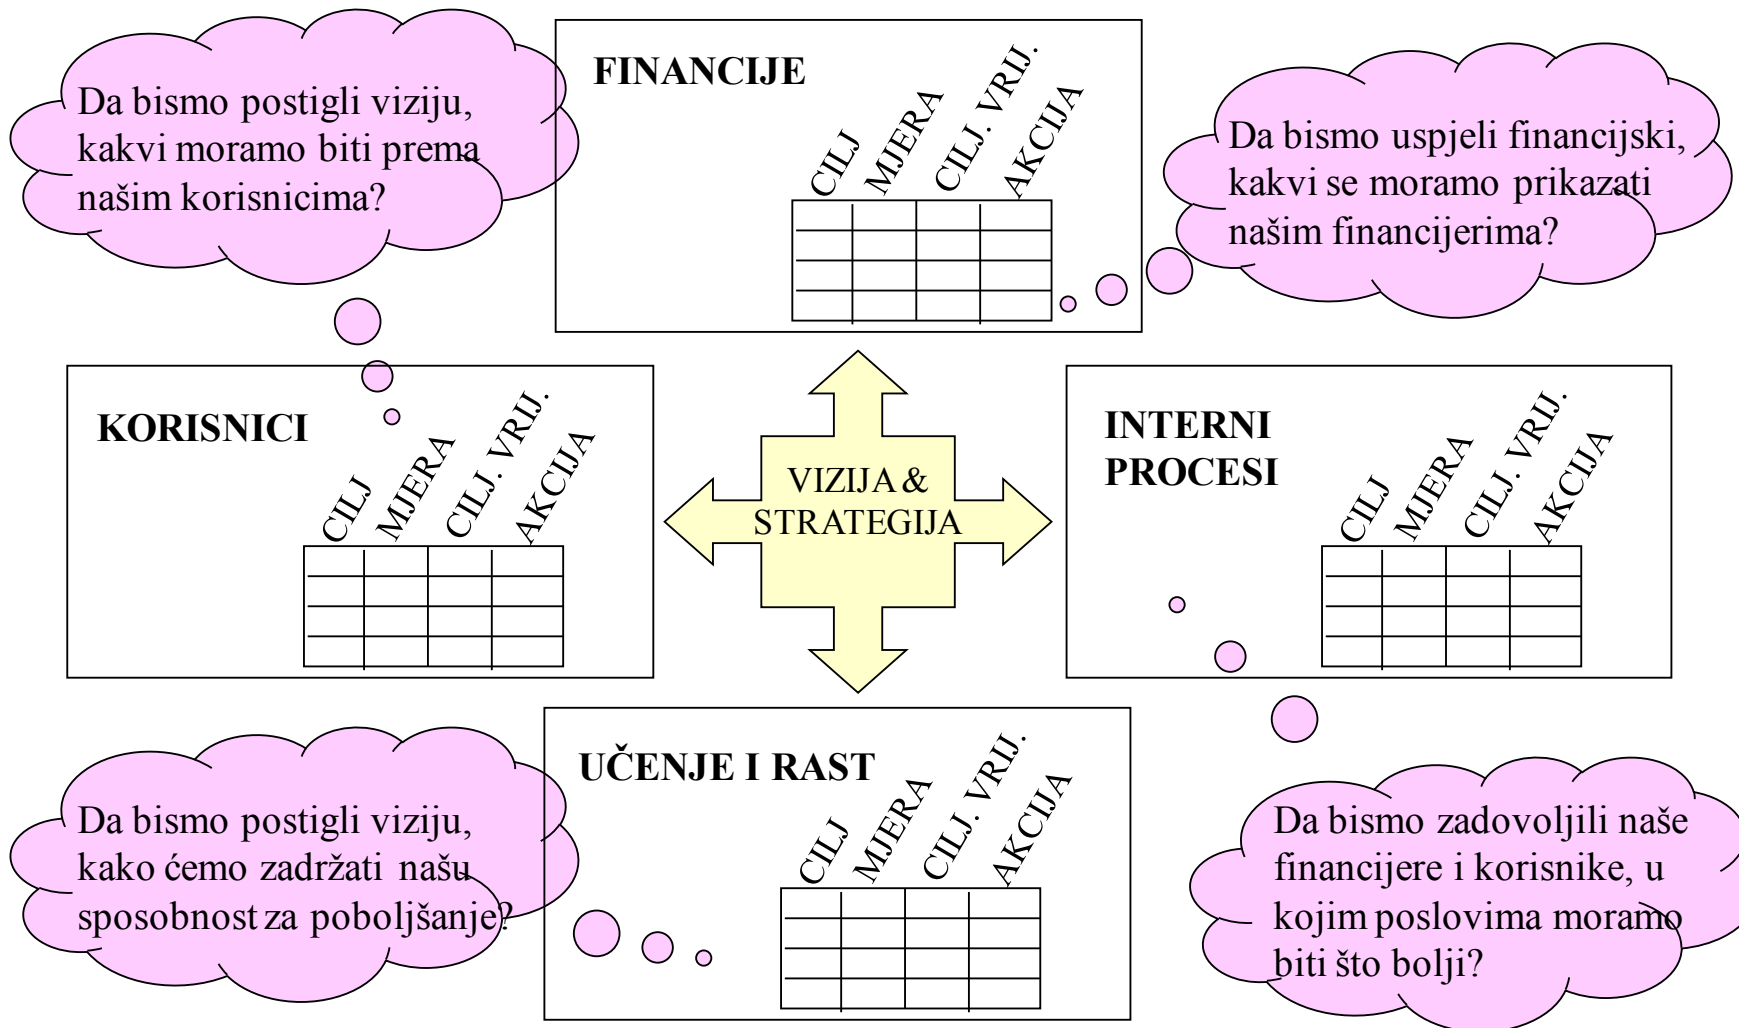 Da bismo postigli viziju,
kakvi moramo biti prema
našim korisnicima?
FINANCIJE
CILJ
MJERA
CILJ. VRIJ.
AKCIJA
Da bismo uspjeli financijski,
kakvi se moramo prikazati
našim financijerima?
KORISNICI
CILJ
MJERA
CILJ. VRIJ.
AKCIJA
VIZIJA &
STRATEGIJA
INTERNI
PROCESI
CILJ
MJERA
CILJ. VRIJ.
AKCIJA
Da bismo postigli viziju,
kako ćemo zadržati našu
sposobnost za poboljšanje?
UČENJE I RAST
CILJ
MJERA
CILJ. VRIJ.
AKCIJA
Da bismo zadovoljili naše
financijere i korisnike, u
kojim poslovima moramo
biti što bolji?